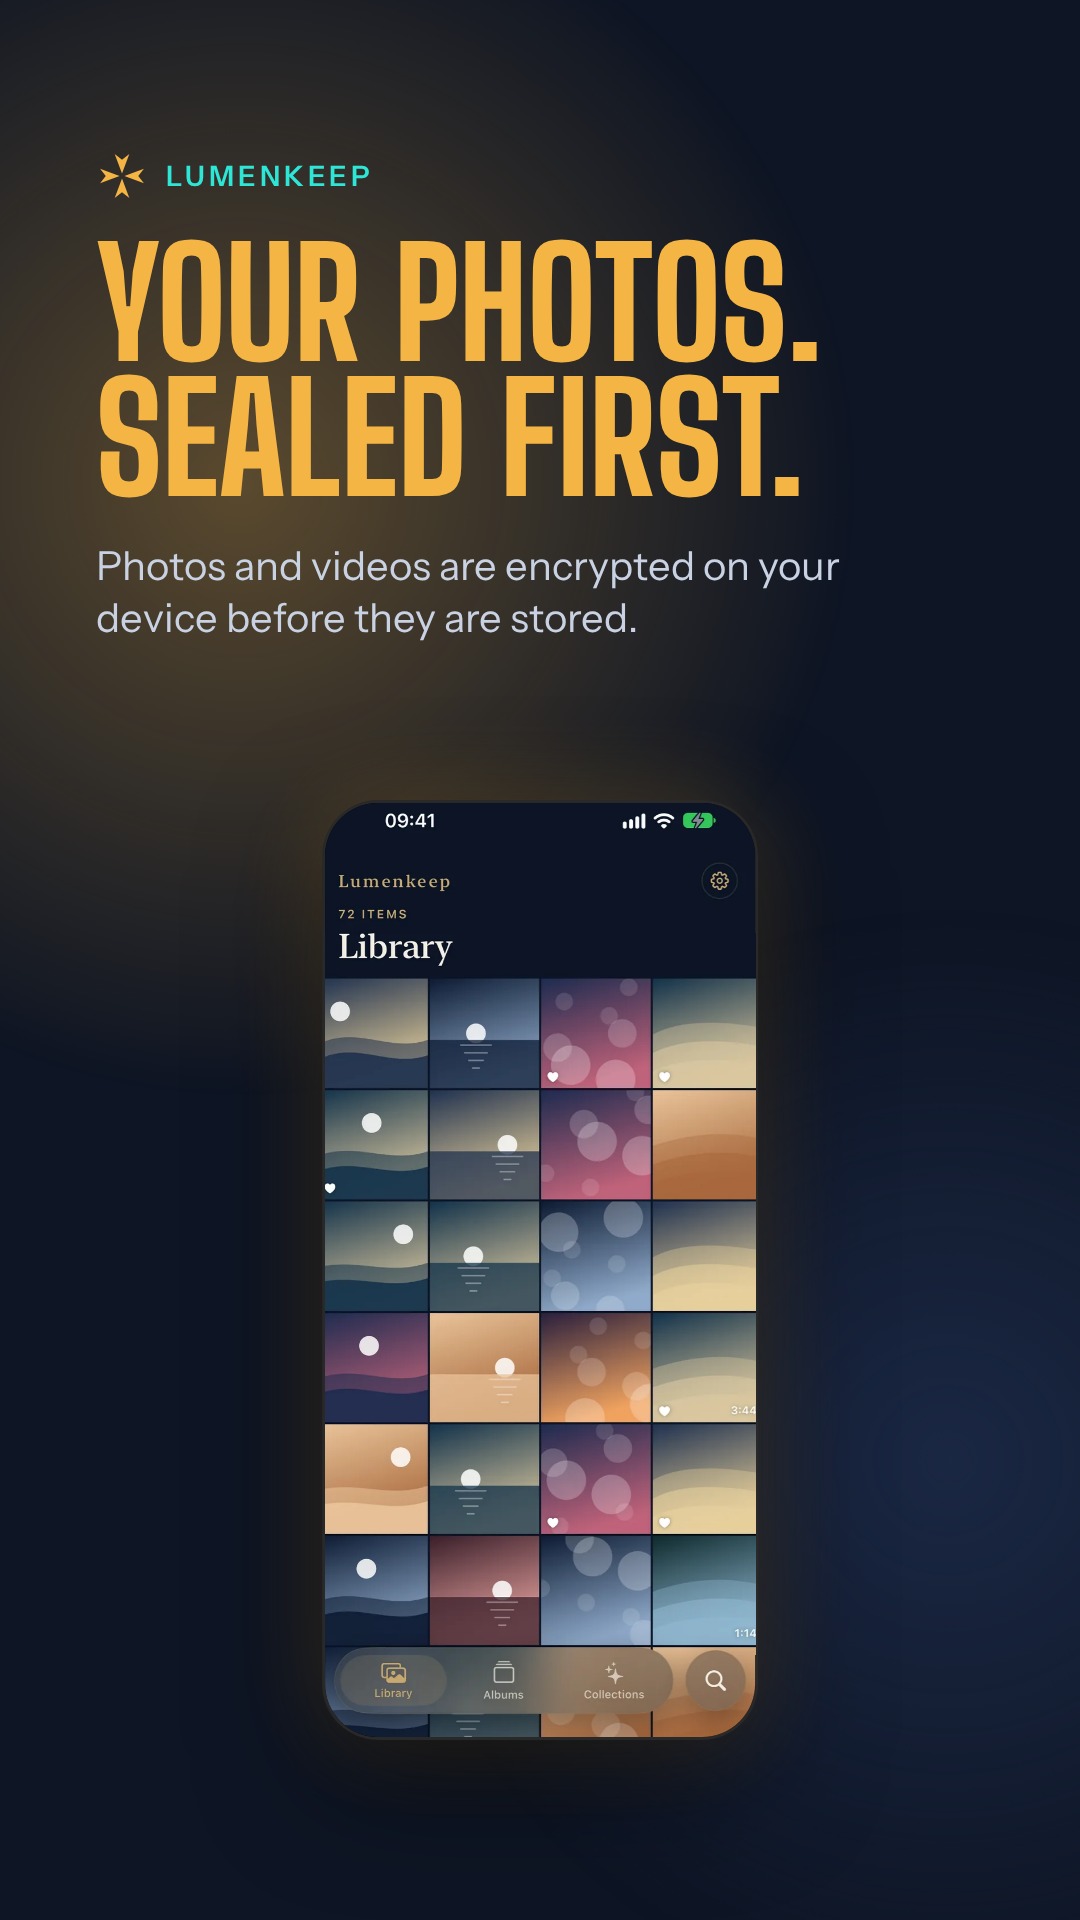 LUMENKEEP
YOUR PHOTOS.
SEALED FIRST.
Photos and videos are encrypted on your
device before they are stored.
09:41
Lumenkeep
72 ITEMS
Library
3:44
1:14
Library
Albums
Collections